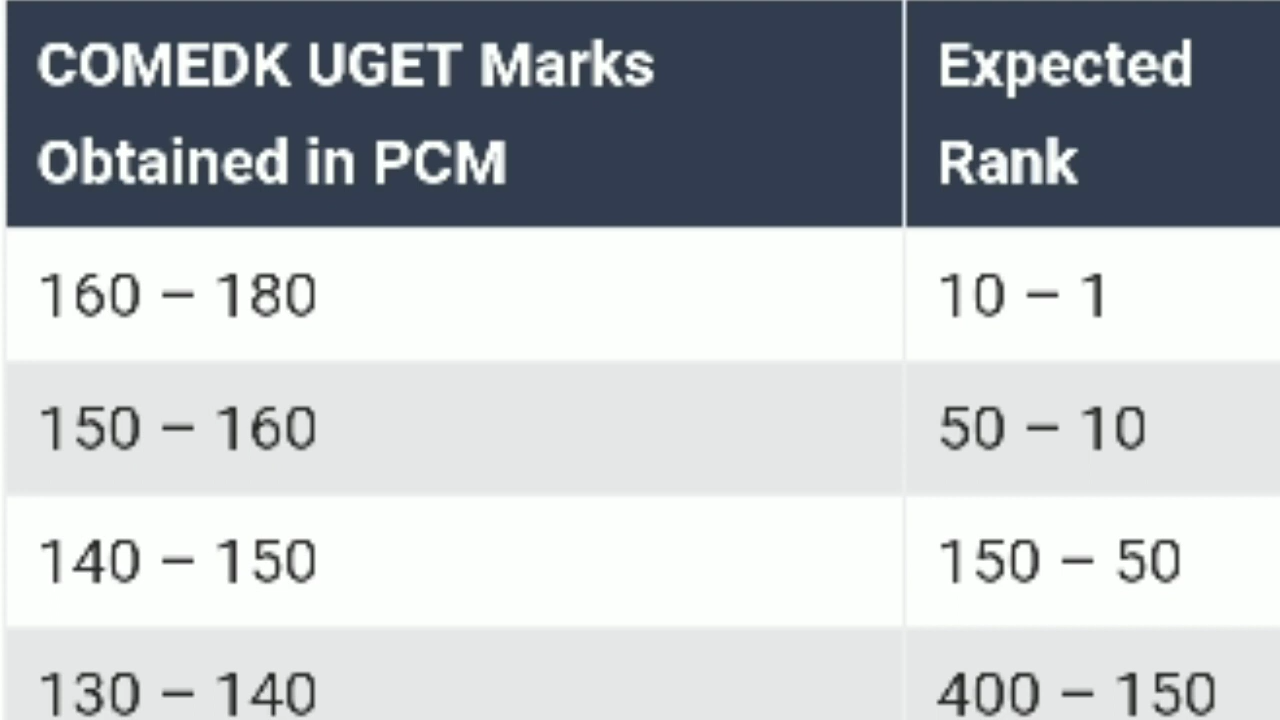 COMEDK UGET Marks
Obtained in PCM
Expected
Rank
160 – 180
10 – 1
150 – 160
50 – 10
140 – 150
150 – 50
130 – 140
400 – 150